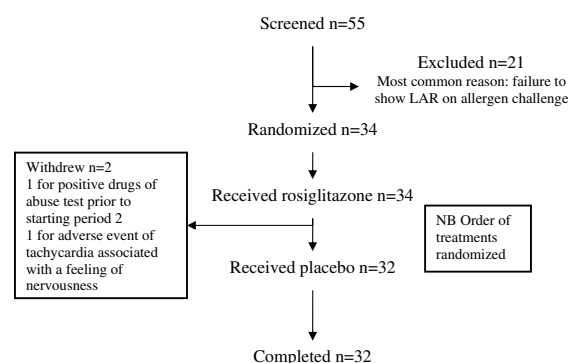 Screened n=55
Excluded n=21
Most common reason: failure to
show LAR on allergen challenge
Randomized n=34
Withdrew n=2
1 for positive drugs of
abuse test prior to
starting period 2
1 for adverse event of
tachycardia associated
with a feeling of
nervousness
Received rosiglitazone n=34
NB Order of
treatments
randomized
Received placebo n=32
Completed n=32